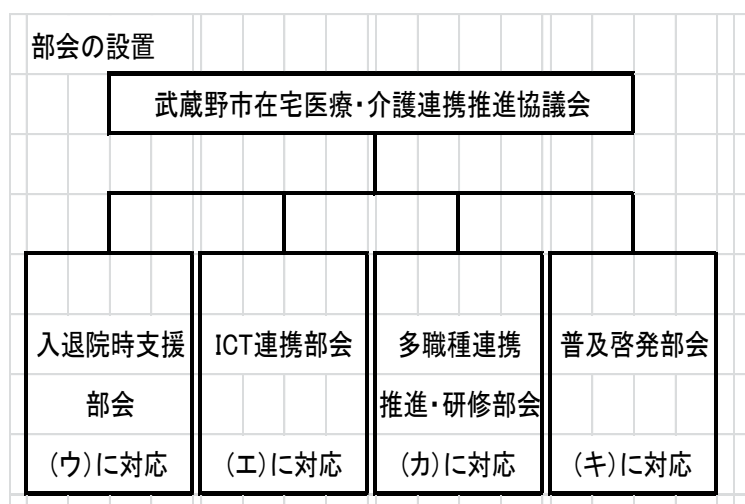 部会の設置
武蔵野市在宅医療・介護連携推進協議会
入退院時支援
部会
(ウ)に対応
ICT連携部会
(エ)に対応
多職種連携
推進・研修部会
(カ)に対応
普及啓発部会
(キ)に対応